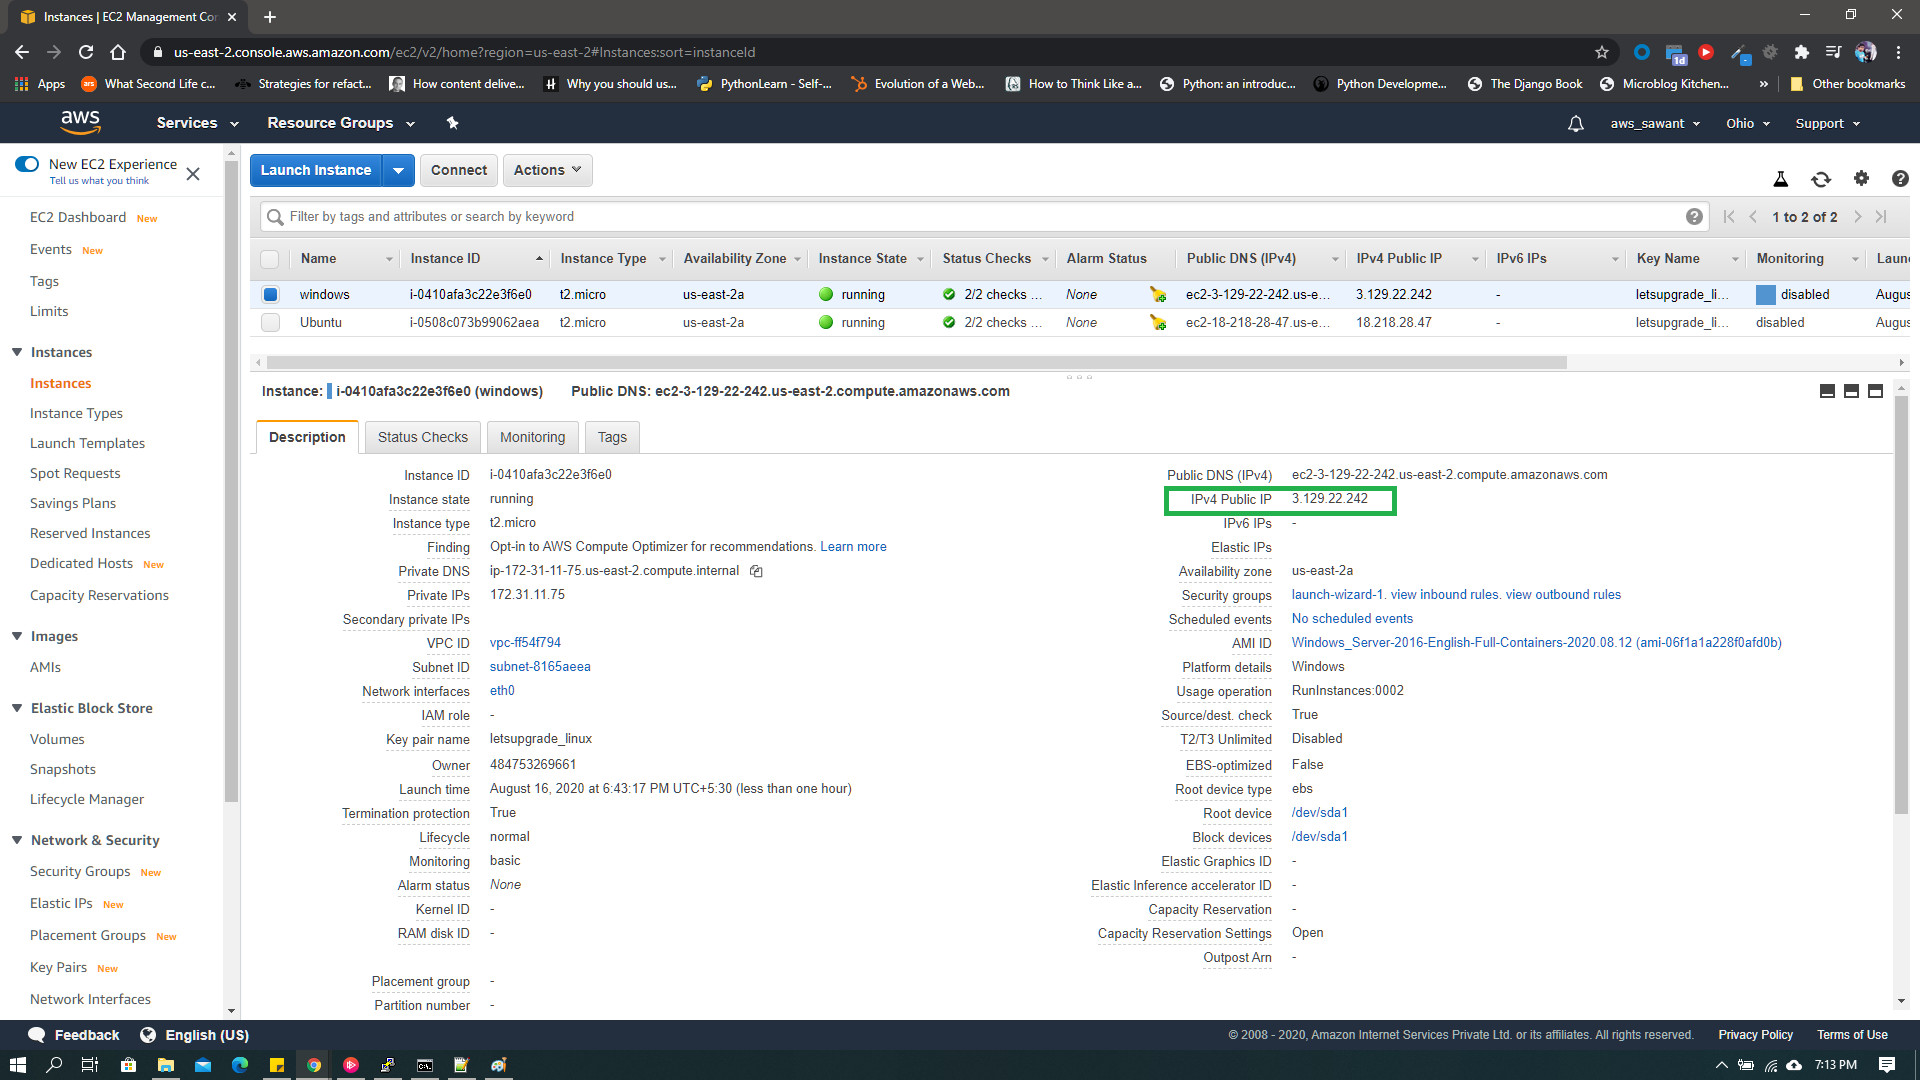 Instances | EC2 Management Con
us-east-2.console.aws.amazon.com/ec2/v2/home?region=us-east-2#Instances:sort=instanceId
1d
Apps What Second Life c... Strategies for refact... How content delive... Why you should us... PythonLearn - Self-... Evolution of a Web... How to Think Like a... Python: an introduc... Python Developme... The Django Book Microblog Kitchen... » Other bookmarks
aws Services Resource Groups aws_sawant Ohio Support
New EC2 Experience
Tell us what you think
EC2 Dashboard New
Events New
Tags
Limits
Instances
Instances
Instance Types
Launch Templates
Spot Requests
Savings Plans
Reserved Instances
Dedicated Hosts New
Capacity Reservations
Images
AMIs
Elastic Block Store
Volumes
Snapshots
Lifecycle Manager
Network & Security
Security Groups New
Elastic IPs New
Placement Groups New
Key Pairs New
Network Interfaces
Launch Instance Connect Actions
Filter by tags and attributes or search by keyword 1 to 2 of 2
Name Instance ID Instance Type Availability Zone Instance State Status Checks Alarm Status Public DNS (IPv4) IPv4 Public IP IPv6 IPs Key Name Monitoring Laun
windows i-0410afa3c22e3f6e0 t2.micro us-east-2a running 2/2 checks ... None ec2-3-129-22-242.us-e... 3.129.22.242 - letsupgrade_li... disabled Augus
Ubuntu i-0508c073b99062aea t2.micro us-east-2a running 2/2 checks ... None ec2-18-218-28-47.us-e... 18.218.28.47 - letsupgrade_li... disabled Augus
Instance: i-0410afa3c22e3f6e0 (windows) Public DNS: ec2-3-129-22-242.us-east-2.compute.amazonaws.com
Description Status Checks Monitoring Tags
Instance ID i-0410afa3c22e3f6e0
Instance state running
Instance type t2.micro
Finding Opt-in to AWS Compute Optimizer for recommendations. Learn more
Private DNS ip-172-31-11-75.us-east-2.compute.internal
Private IPs 172.31.11.75
Secondary private IPs
VPC ID vpc-ff54f794
Subnet ID subnet-8165aeea
Network interfaces eth0
IAM role -
Key pair name letsupgrade_linux
Owner 484753269661
Launch time August 16, 2020 at 6:43:17 PM UTC+5:30 (less than one hour)
Termination protection True
Lifecycle normal
Monitoring basic
Alarm status None
Kernel ID -
RAM disk ID -
Placement group -
Partition number -
Public DNS (IPv4) ec2-3-129-22-242.us-east-2.compute.amazonaws.com
IPv4 Public IP 3.129.22.242
IPv6 IPs -
Elastic IPs
Availability zone us-east-2a
Security groups launch-wizard-1. view inbound rules. view outbound rules
Scheduled events No scheduled events
AMI ID Windows_Server-2016-English-Full-Containers-2020.08.12 (ami-06f1a1a228f0afd0b)
Platform details Windows
Usage operation RunInstances:0002
Source/dest. check True
T2/T3 Unlimited Disabled
EBS-optimized False
Root device type ebs
Root device /dev/sda1
Block devices /dev/sda1
Elastic Graphics ID -
Elastic Inference accelerator ID -
Capacity Reservation -
Capacity Reservation Settings Open
Outpost Arn -
Feedback English (US) © 2008 - 2020, Amazon Internet Services Private Ltd. or its affiliates. All rights reserved. Privacy Policy Terms of Use
7:13 PM